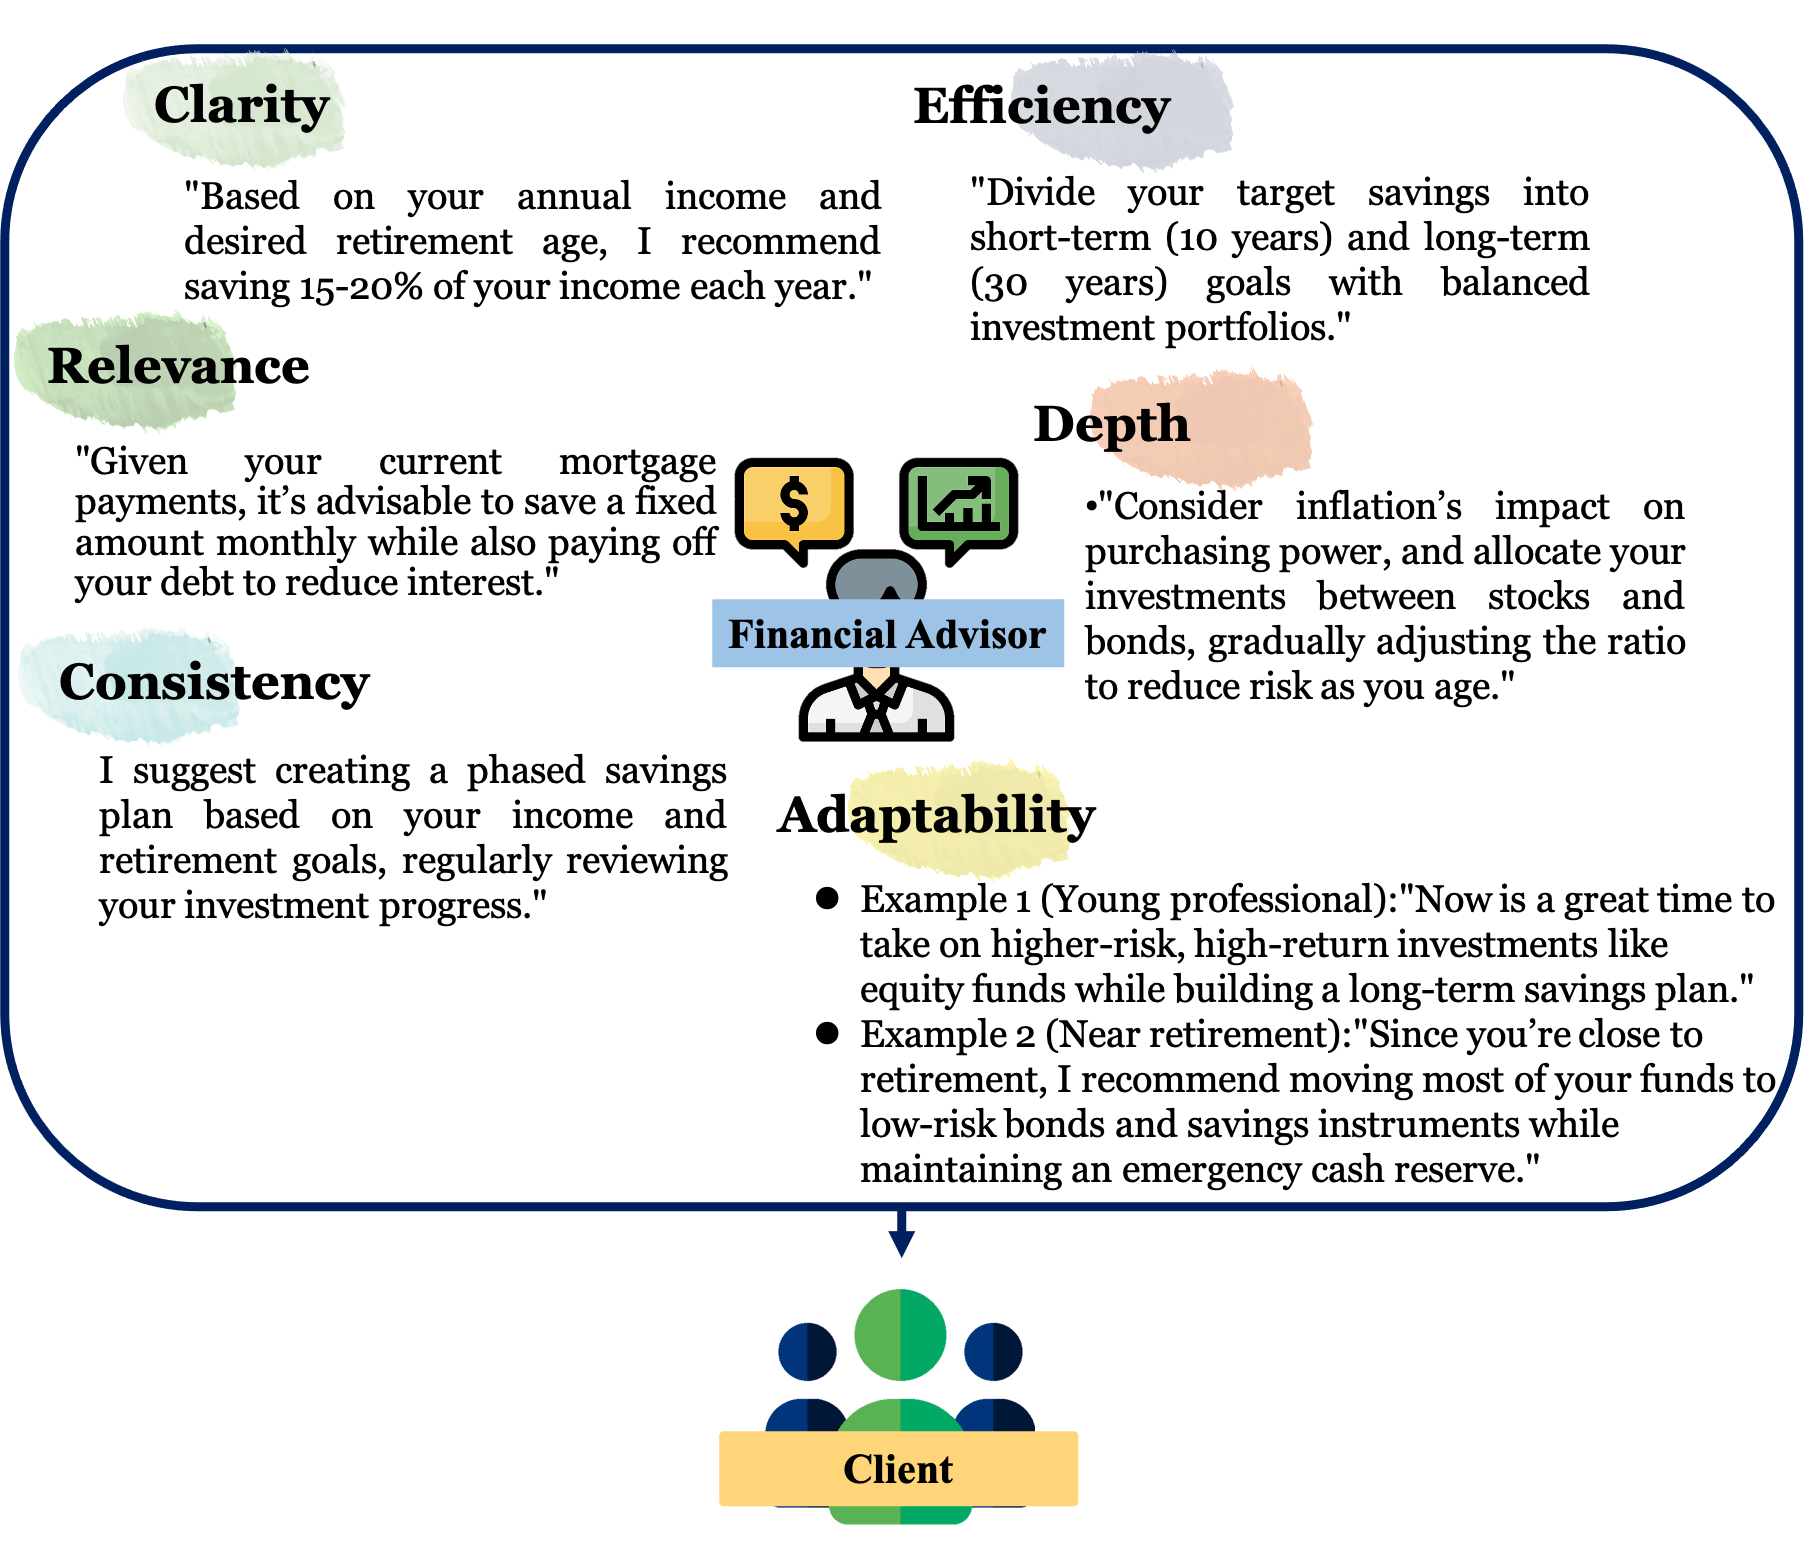 Clarity
"Based on your annual income and
desired retirement age, I recommend
saving 15-20% of your income each year."
Relevance
"Given your current mortgage
payments, it’s advisable to save a fixed
amount monthly while also paying off
your debt to reduce interest."
Consistency
I suggest creating a phased savings
plan based on your income and
retirement goals, regularly reviewing
your investment progress."
Efficiency
"Divide your target savings into
short-term (10 years) and long-term
(30 years) goals with balanced
investment portfolios."
Depth
•"Consider inflation’s impact on
purchasing power, and allocate your
investments between stocks and
bonds, gradually adjusting the ratio
to reduce risk as you age."
$
Financial Advisor
Adaptability
● Example 1 (Young professional):"Now is a great time to
take on higher-risk, high-return investments like
equity funds while building a long-term savings plan."
● Example 2 (Near retirement):"Since you’re close to
retirement, I recommend moving most of your funds to
low-risk bonds and savings instruments while
maintaining an emergency cash reserve."
Client